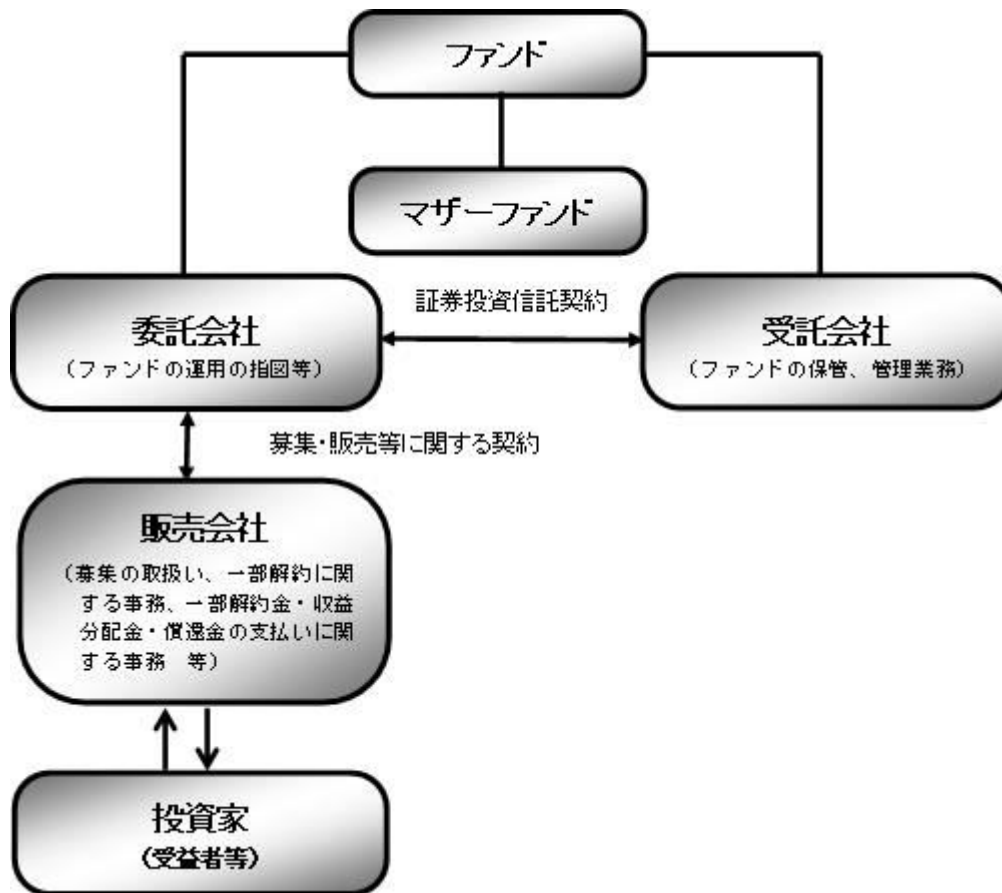 ファンド
マザーファンド
証券投資信託契約
委託会社
（ファンドの運用の指図等）
受託会社
（ファンドの保管、管理業務）
募集・販売等に関する契約
販売会社
（募集の取扱い、一部解約に関
する事務、一部解約金・収益
分配金・償還金の支払いに関
する事務　等）
投資家
（受益者等）